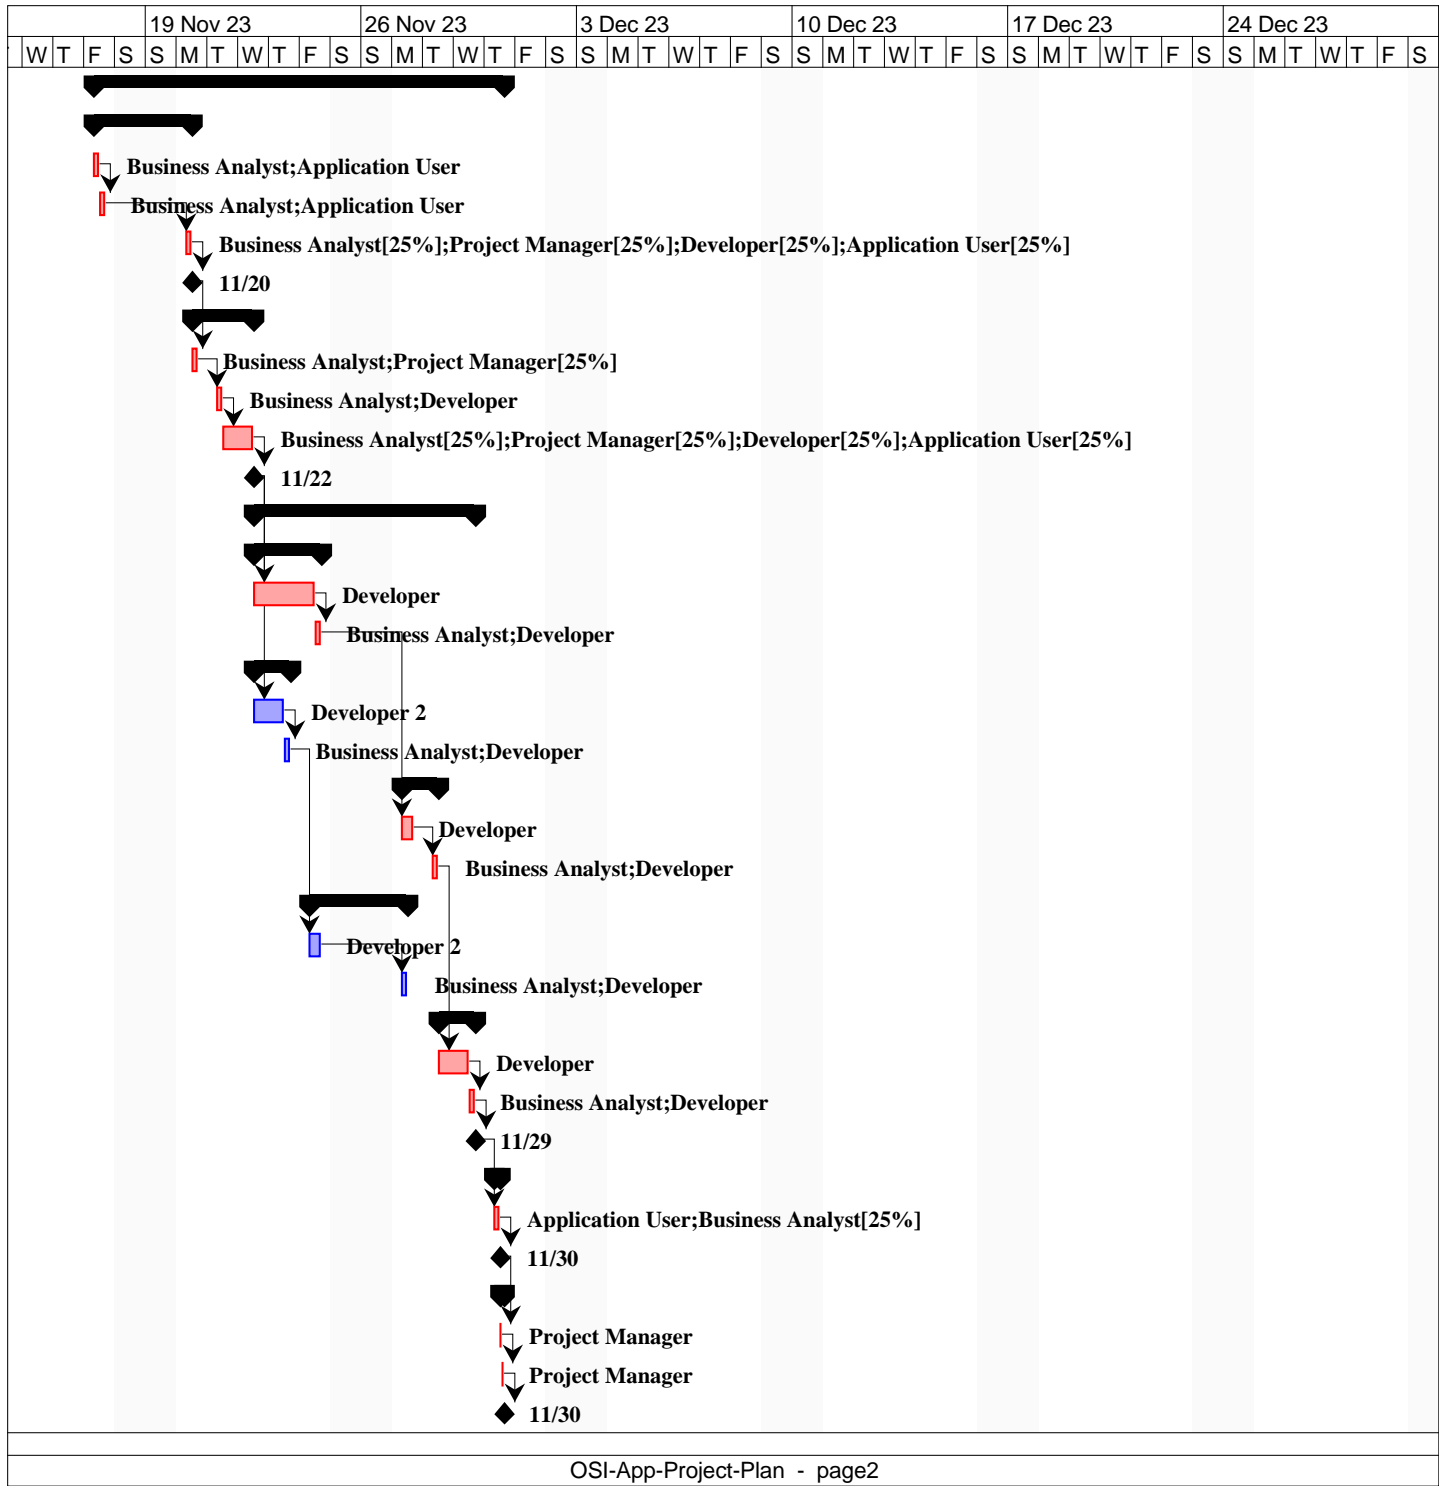 19 Nov 23 26 Nov 23 3 Dec 23 10 Dec 23 17 Dec 23 24 Dec 23
W T F S S M T W T F S S M T W T F S S M T W T F S S M T W T F S S M T W T F S S M T W T F S
Business Analyst;Application User
Business Analyst;Application User
Business Analyst[25%];Project Manager[25%];Developer[25%];Application User[25%]
11/20
Business Analyst;Project Manager[25%]
Business Analyst;Developer
Business Analyst[25%];Project Manager[25%];Developer[25%];Application User[25%]
11/22
Developer
Business Analyst;Developer
Developer 2
Business Analyst;Developer
Developer
Business Analyst;Developer
Developer 2
Business Analyst;Developer
Developer
Business Analyst;Developer
11/29
Application User;Business Analyst[25%]
11/30
Project Manager
Project Manager
11/30
OSI-App-Project-Plan - page2